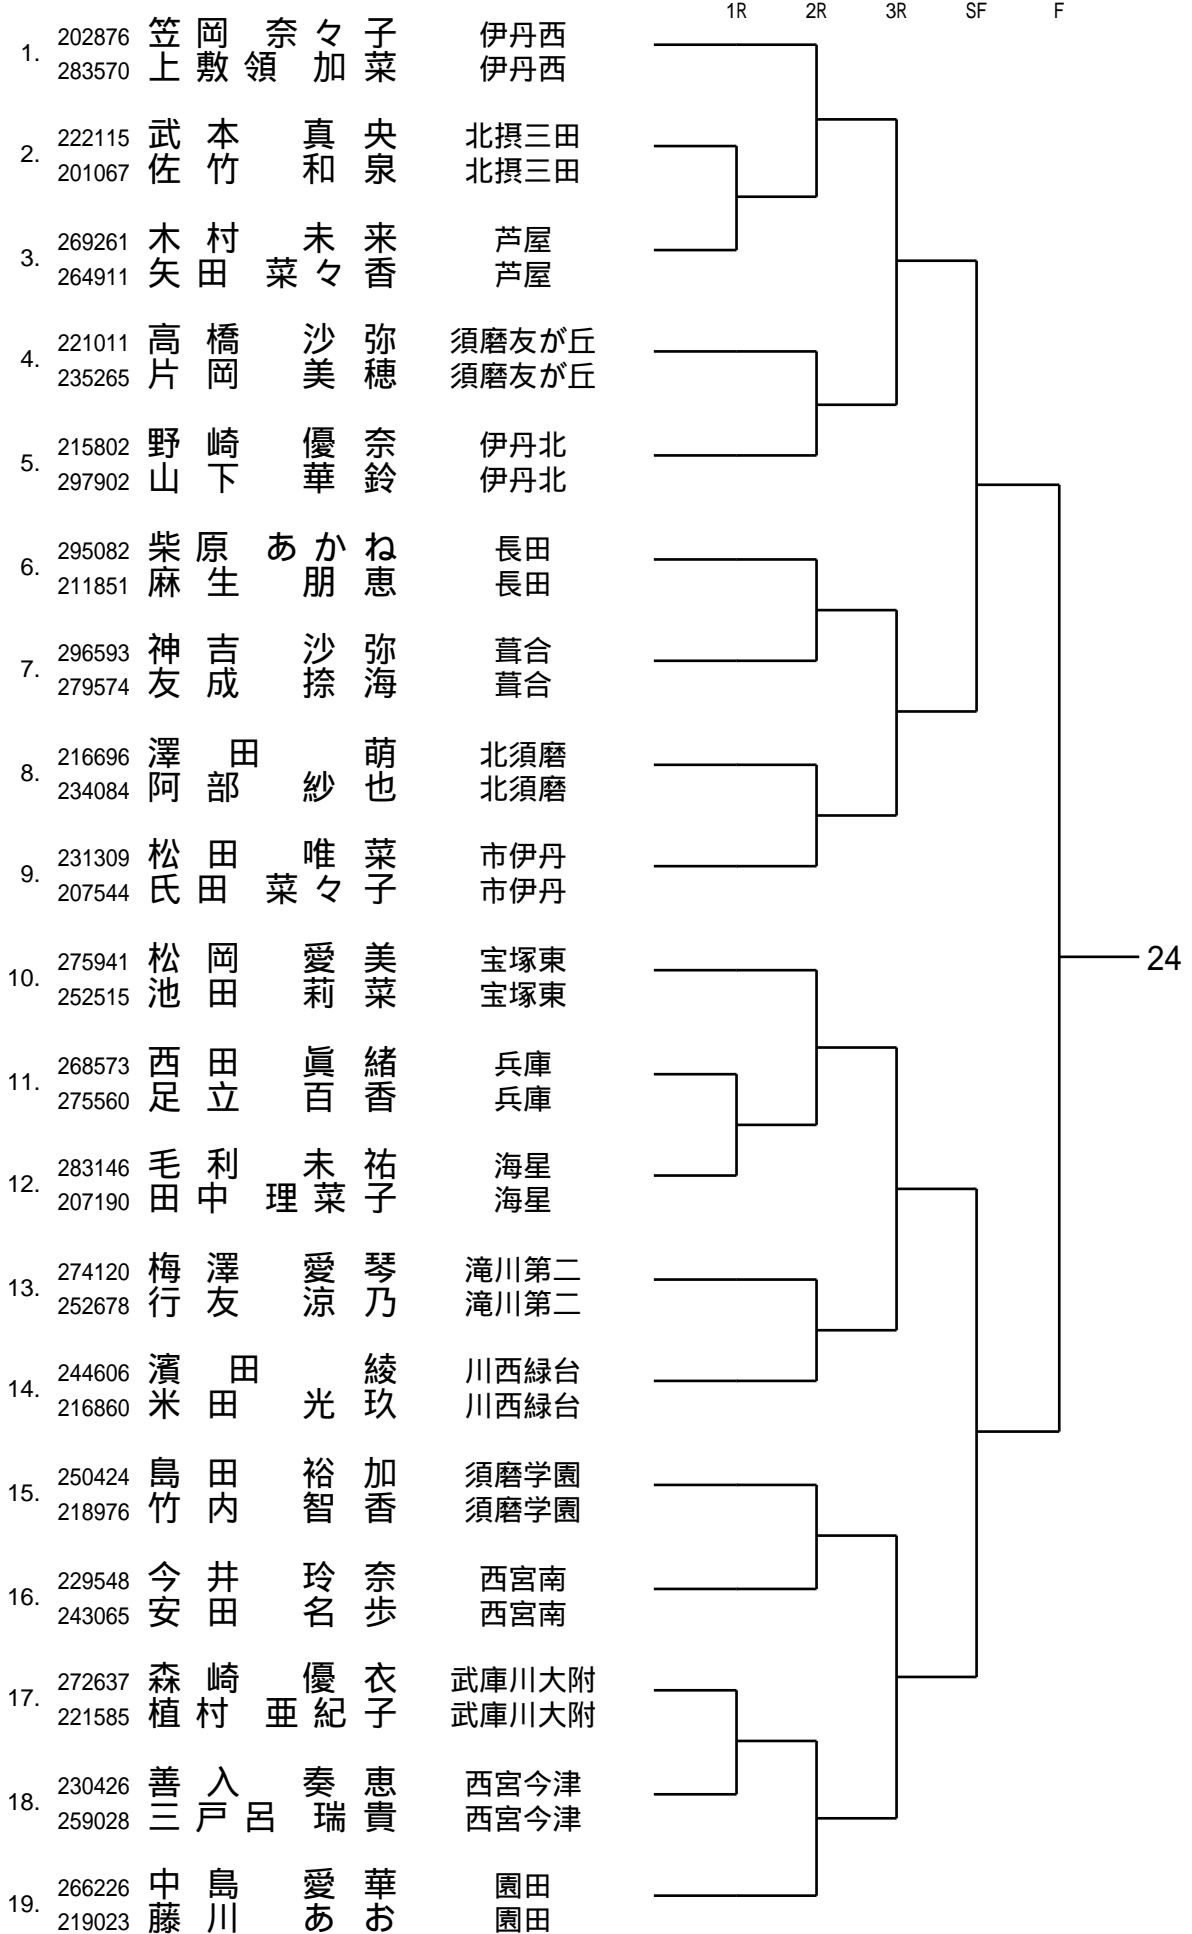 1R 2R 3R SF F
1. 202876 笠岡 奈々子 伊丹西
283570 上敷領 加菜 伊丹西
2. 222115 武本 真央 北摂三田
201067 佐竹 和泉 北摂三田
3. 269261 木村 未来 芦屋
264911 矢田 菜々香 芦屋
4. 221011 高橋 沙弥 須磨友が丘
235265 片岡 美穂 須磨友が丘
5. 215802 野崎 優奈 伊丹北
297902 山下 華鈴 伊丹北
6. 295082 柴原 あかね 長田
211851 麻生 朋恵 長田
7. 296593 神吉 沙弥 葺合
279574 友成 捺海 葺合
8. 216696 澤田 萌 北須磨
234084 阿部 紗也 北須磨
9. 231309 松田 唯菜 市伊丹
207544 氏田 菜々子 市伊丹
10. 275941 松岡 愛美 宝塚東
252515 池田 莉菜 宝塚東
24
11. 268573 西田 眞緒 兵庫
275560 足立 百香 兵庫
12. 283146 毛利 未祐 海星
207190 田中 理菜子 海星
13. 274120 梅澤 愛琴 滝川第二
252678 行友 涼乃 滝川第二
14. 244606 濱田 綾 川西緑台
216860 米田 光玖 川西緑台
15. 250424 島田 裕加 須磨学園
218976 竹内 智香 須磨学園
16. 229548 今井 玲奈 西宮南
243065 安田 名歩 西宮南
17. 272637 森崎 優衣 武庫川大附
221585 植村 亜紀子 武庫川大附
18. 230426 善入 奏恵 西宮今津
259028 三戸呂 瑞貴 西宮今津
19. 266226 中島 愛華 園田
219023 藤川 あお 園田